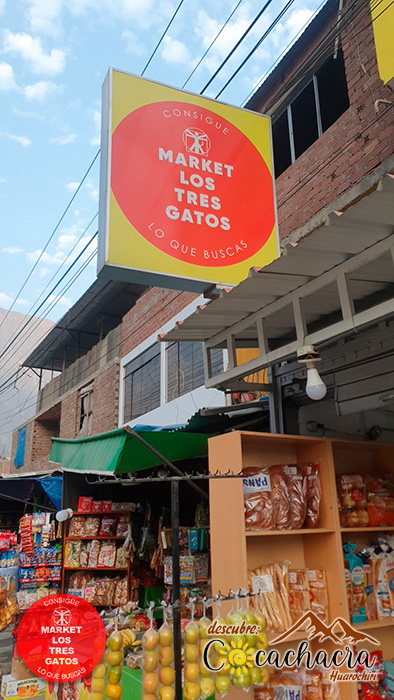 CONSIGUE
MARKET
LOS
TRES
GATOS
LO QUE BUSCAS
PANS
CONSIGUE
MARKET
LOS TRES
GATOS
LO QUE BUSCAS
descubre:
Cocachacra
Huarochirí